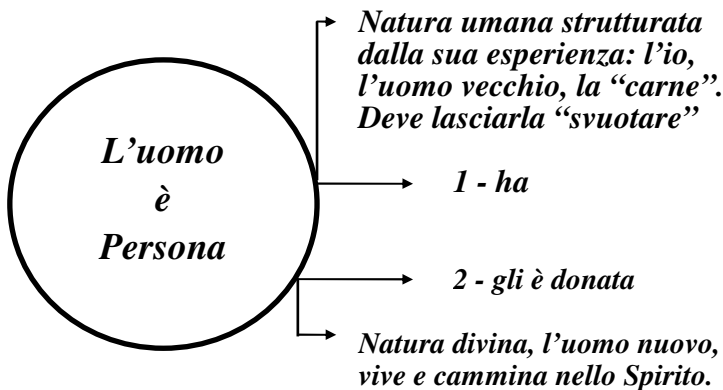 Natura umana strutturata
dalla sua esperienza: l’io,
l’uomo vecchio, la “carne”.
Deve lasciarla “svuotare”
L’uomo
è
Persona
1 - ha
2 - gli è donata
Natura divina, l’uomo nuovo,
vive e cammina nello Spirito.